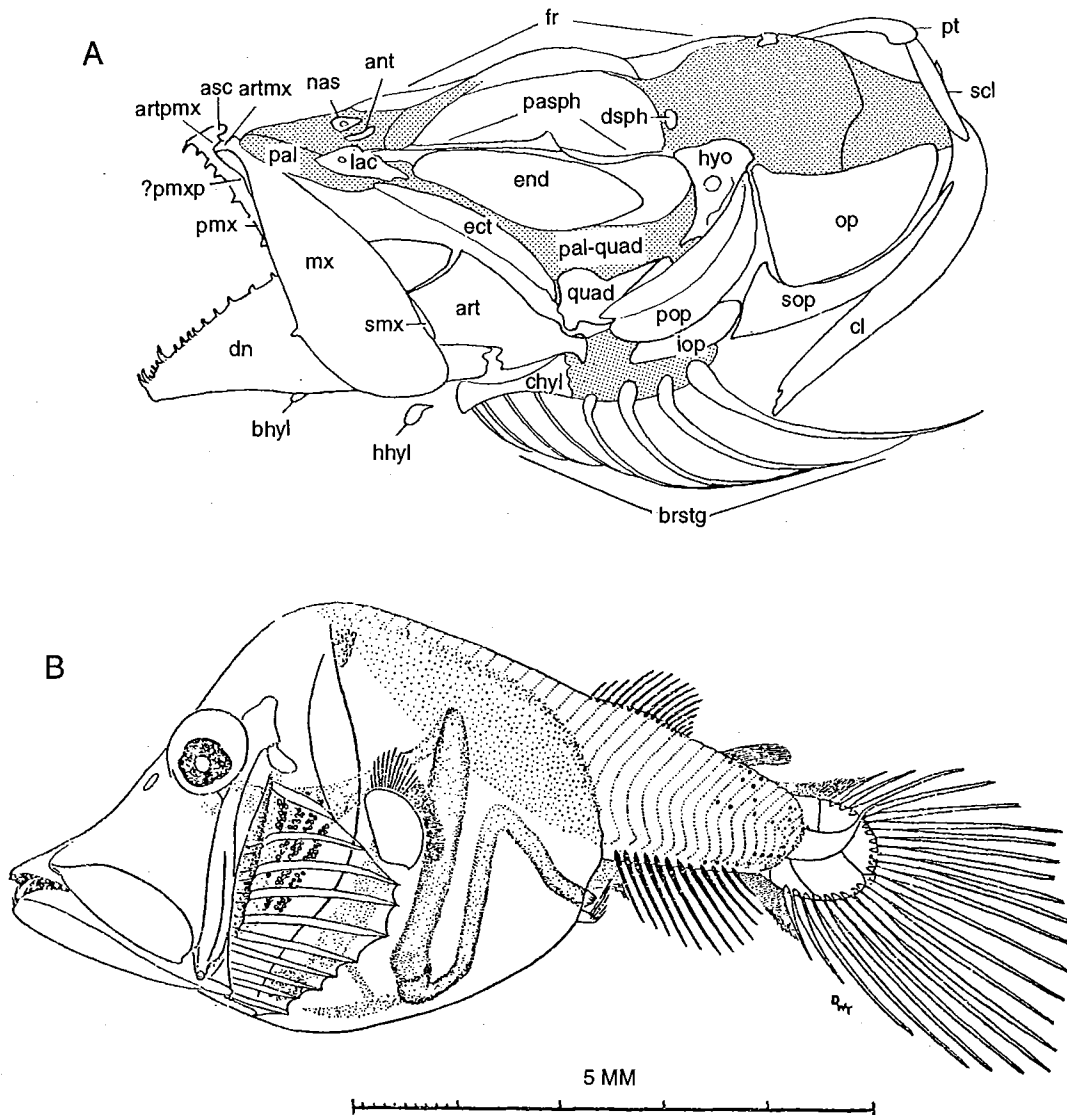 A
fr
pt
asc
artmx
nas
ant
scl
artpmx
pasph
dsph
pal
lac
hyo
?pmxp
end
op
pmx
ect
pal-quad
mx
quad
sop
smx
art
pop
cl
dn
iop
chyl
bhyl
hhyl
brstg
B
5 MM